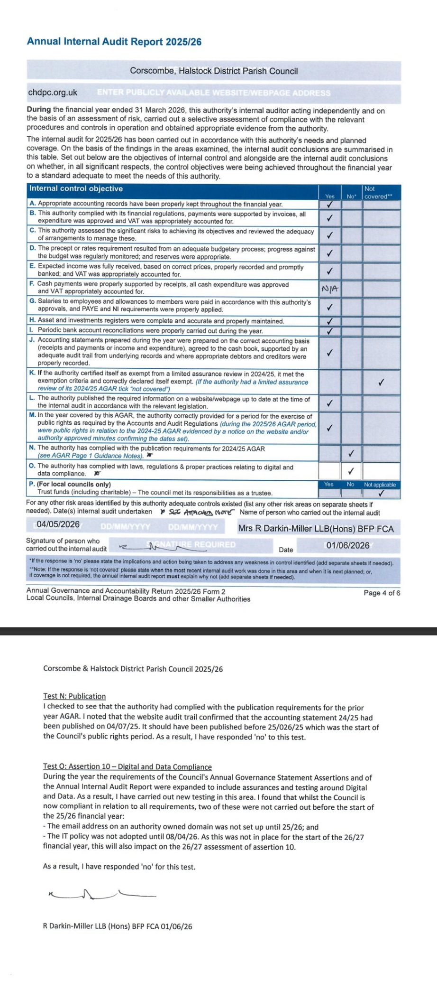 Annual Internal Audit Report 2025/26
Corscombe, Halstock District Parish Council
chdpc.org.uk ENTER PUBLICLY AVAILABLE WEBSITE/WEBPAGE ADDRESS
During the financial year ended 31 March 2026, this authority's internal auditor acting independently and on
the basis of an assessment of risk, carried out a selective assessment of compliance with the relevant
procedures and controls in operation and obtained appropriate evidence from the authority.
The internal audit for 2025/26 has been carried out in accordance with this authority's needs and planned
coverage. On the basis of the findings in the areas examined, the internal audit conclusions are summarised in
this table. Set out below are the objectives of internal control and alongside are the internal audit conclusions
on whether, in all significant respects, the control objectives were being achieved throughout the financial year
to a standard adequate to meet the needs of this authority.
Internal control objective Yes No* Not covered**
A. Appropriate accounting records have been properly kept throughout the financial year. ✓
B. This authority complied with its financial regulations, payments were supported by invoices, all
expenditure was approved and VAT was appropriately accounted for. ✓
C. This authority assessed the significant risks to achieving its objectives and reviewed the adequacy
of arrangements to manage these. ✓
D. The precept or rates requirement resulted from an adequate budgetary process; progress against
the budget was regularly monitored; and reserves were appropriate. ✓
E. Expected income was fully received, based on correct prices, properly recorded and promptly
banked; and VAT was appropriately accounted for. ✓
F. Cash payments were properly supported by receipts, all cash expenditure was approved
and VAT appropriately accounted for. N/A
G. Salaries to employees and allowances to members were paid in accordance with this authority's
approvals, and PAYE and NI requirements were properly applied. ✓
H. Asset and investments registers were complete and accurate and properly maintained. ✓
I. Periodic bank account reconciliations were properly carried out during the year. ✓
J. Accounting statements prepared during the year were prepared on the correct accounting basis
(receipts and payments or income and expenditure), agreed to the cash book, supported by an
adequate audit trail from underlying records and where appropriate debtors and creditors were
properly recorded. ✓
K. If the authority certified itself as exempt from a limited assurance review in 2024/25, it met the
exemption criteria and correctly declared itself exempt. (If the authority had a limited assurance
review of its 2024/25 AGAR tick "not covered") ✓
L. The authority published the required information on a website/webpage up to date at the time of
the internal audit in accordance with the relevant legislation. ✓
M. In the year covered by this AGAR, the authority correctly provided for a period for the exercise of
public rights as required by the Accounts and Audit Regulations (during the 2025/26 AGAR period,
were public rights in relation to the 2024-25 AGAR evidenced by a notice on the website and/or
authority approved minutes confirming the dates set). ✓
N. The authority has complied with the publication requirements for 2024/25 AGAR
(see AGAR Page 1 Guidance Notes). * ✓
O. The authority has complied with laws, regulations & proper practices relating to digital and
data compliance. * ✓
P. (For local councils only) Yes No Not applicable
Trust funds (including charitable) – The council met its responsibilities as a trustee. ✓
For any other risk areas identified by this authority adequate controls existed (list any other risk areas on separate sheets if
needed). Date(s) internal audit undertaken * SEE ATTACHED NOTE Name of person who carried out the internal audit
04/05/2026 DD/MM/YYYY DD/MM/YYYY Mrs R Darkin-Miller LLB(Hons) BFP FCA
Signature of person who
carried out the internal audit SIGNATURE REQUIRED Date 01/06/2026
*If the response is 'no' please state the implications and action being taken to address any weakness in control identified (add separate sheets if needed).
**Note: If the response is 'not covered' please state when the most recent internal audit work was done in this area and when it is next planned; or,
if coverage is not required, the annual internal audit report must explain why not (add separate sheets if needed).
Annual Governance and Accountability Return 2025/26 Form 2 Page 4 of 6
Local Councils, Internal Drainage Boards and other Smaller Authorities
Corscombe & Halstock District Parish Council 2025/26
Test N: Publication
I checked to see that the authority had complied with the publication requirements for the prior
year AGAR. I noted that the website audit trail confirmed that the accounting statement 24/25 had
been published on 04/07/25. It should have been published before 25/026/25 which was the start of
the Council's public rights period. As a result, I have responded 'no' to this test.
Test O: Assertion 10 – Digital and Data Compliance
During the year the requirements of the Council's Annual Governance Statement Assertions and of
the Annual Internal Audit Report were expanded to include assurances and testing around Digital
and Data. As a result, I have carried out new testing in this area. I found that whilst the Council is
now compliant in relation to all requirements, two of these were not carried out before the start of
the 25/26 financial year:
- The email address on an authority owned domain was not set up until 25/26; and
- The IT policy was not adopted until 08/04/26. As this was not in place for the start of the 26/27
financial year, this will also impact on the 26/27 assessment of assertion 10.
As a result, I have responded 'no' for this test.
R Darkin-Miller LLB (Hons) BFP FCA 01/06/26